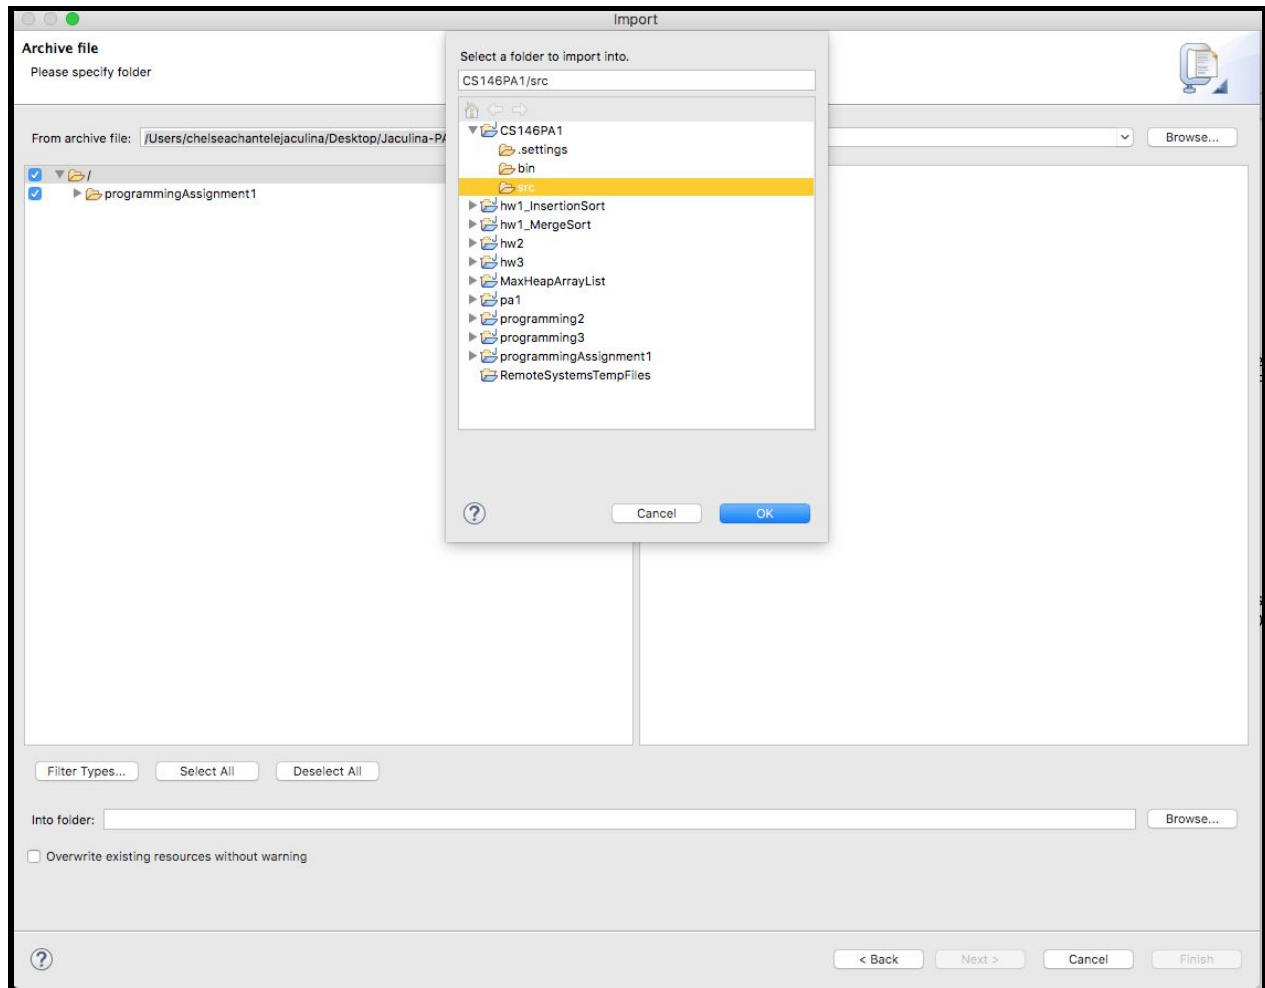 Import
Archive file
Please specify folder
Select a folder to import into.
CS146PA1/src
From archive file: /Users/chelseachantelejaculina/Desktop/Jaculina-PA Browse...
/
programmingAssignment1
CS146PA1
.settings
bin
src
hw1_InsertionSort
hw1_MergeSort
hw2
hw3
MaxHeapArrayList
pa1
programming2
programming3
programmingAssignment1
RemoteSystemsTempFiles
? Cancel OK
Filter Types... Select All Deselect All
Into folder: Browse...
Overwrite existing resources without warning
? < Back Next > Cancel Finish